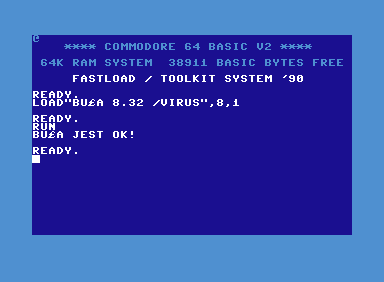 @
**** COMMODORE 64 BASIC V2 ****
64K RAM SYSTEM  38911 BASIC BYTES FREE
FASTLOAD / TOOLKIT SYSTEM '90
READY.
LOAD"BU£A 8.32 /VIRUS",8,1
READY.
RUN
BU£A JEST OK!
READY.